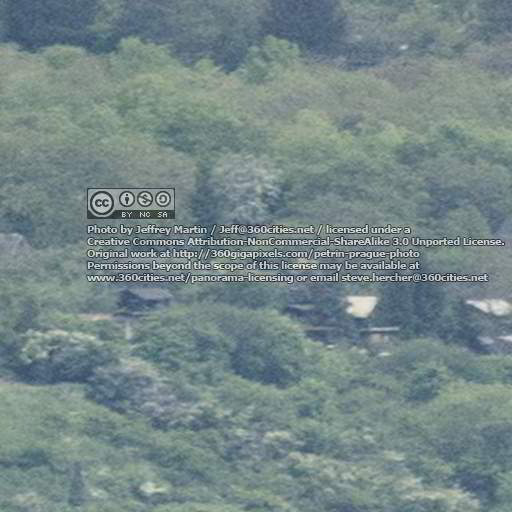 cc
BY NC SA
Photo by Jeffrey Martin / Jeff@360cities.net / licensed under a
Creative Commons Attribution-NonCommercial-ShareAlike 3.0 Unported License.
Original work at http://360gigapixels.com/petrin-prague-photo
Permissions beyond the scope of this license may be available at
www.360cities.net/panorama-licensing or email steve.hercher@360cities.net